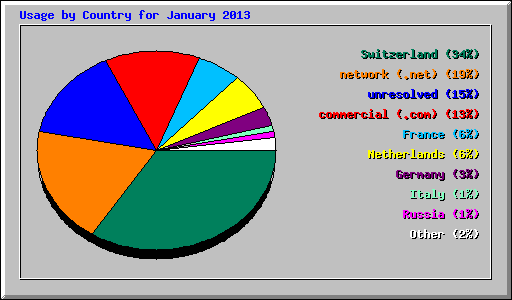 Usage by Country for January 2013
Switzerland (34%)
network (.net) (19%)
unresolved (15%)
commercial (.com) (13%)
France (6%)
Netherlands (6%)
Germany (3%)
Italy (1%)
Russia (1%)
Other (2%)